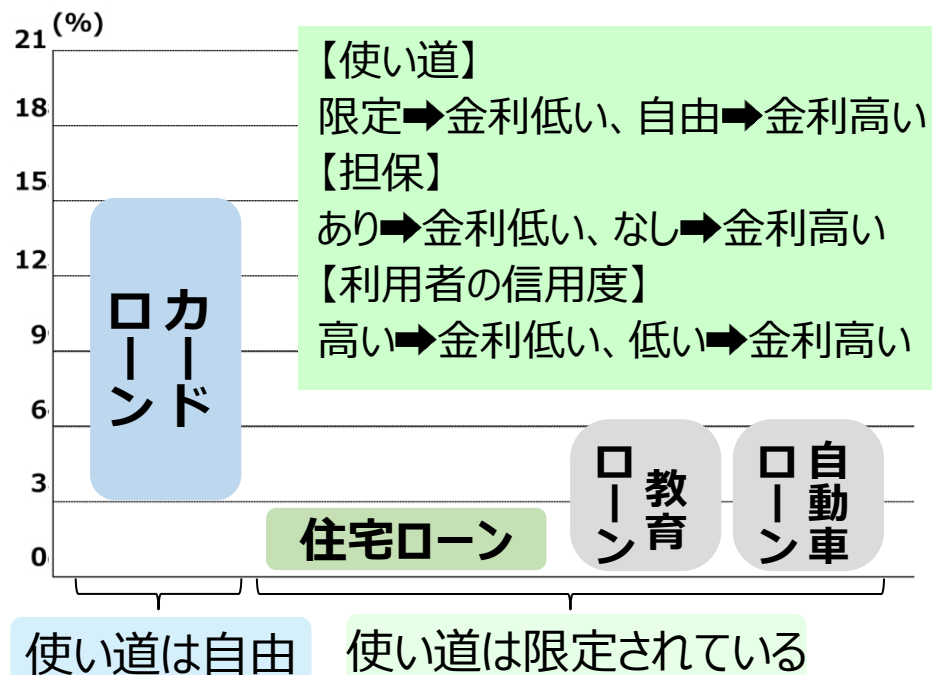 (%)
21
18
15
12
9
6
3
0
【使い道】
限定➡金利低い、自由➡金利高い
【担保】
あり➡金利低い、なし➡金利高い
【利用者の信用度】
高い➡金利低い、低い➡金利高い
カードローン
住宅ローン
教育ローン
自動車ローン
使い道は自由
使い道は限定されている